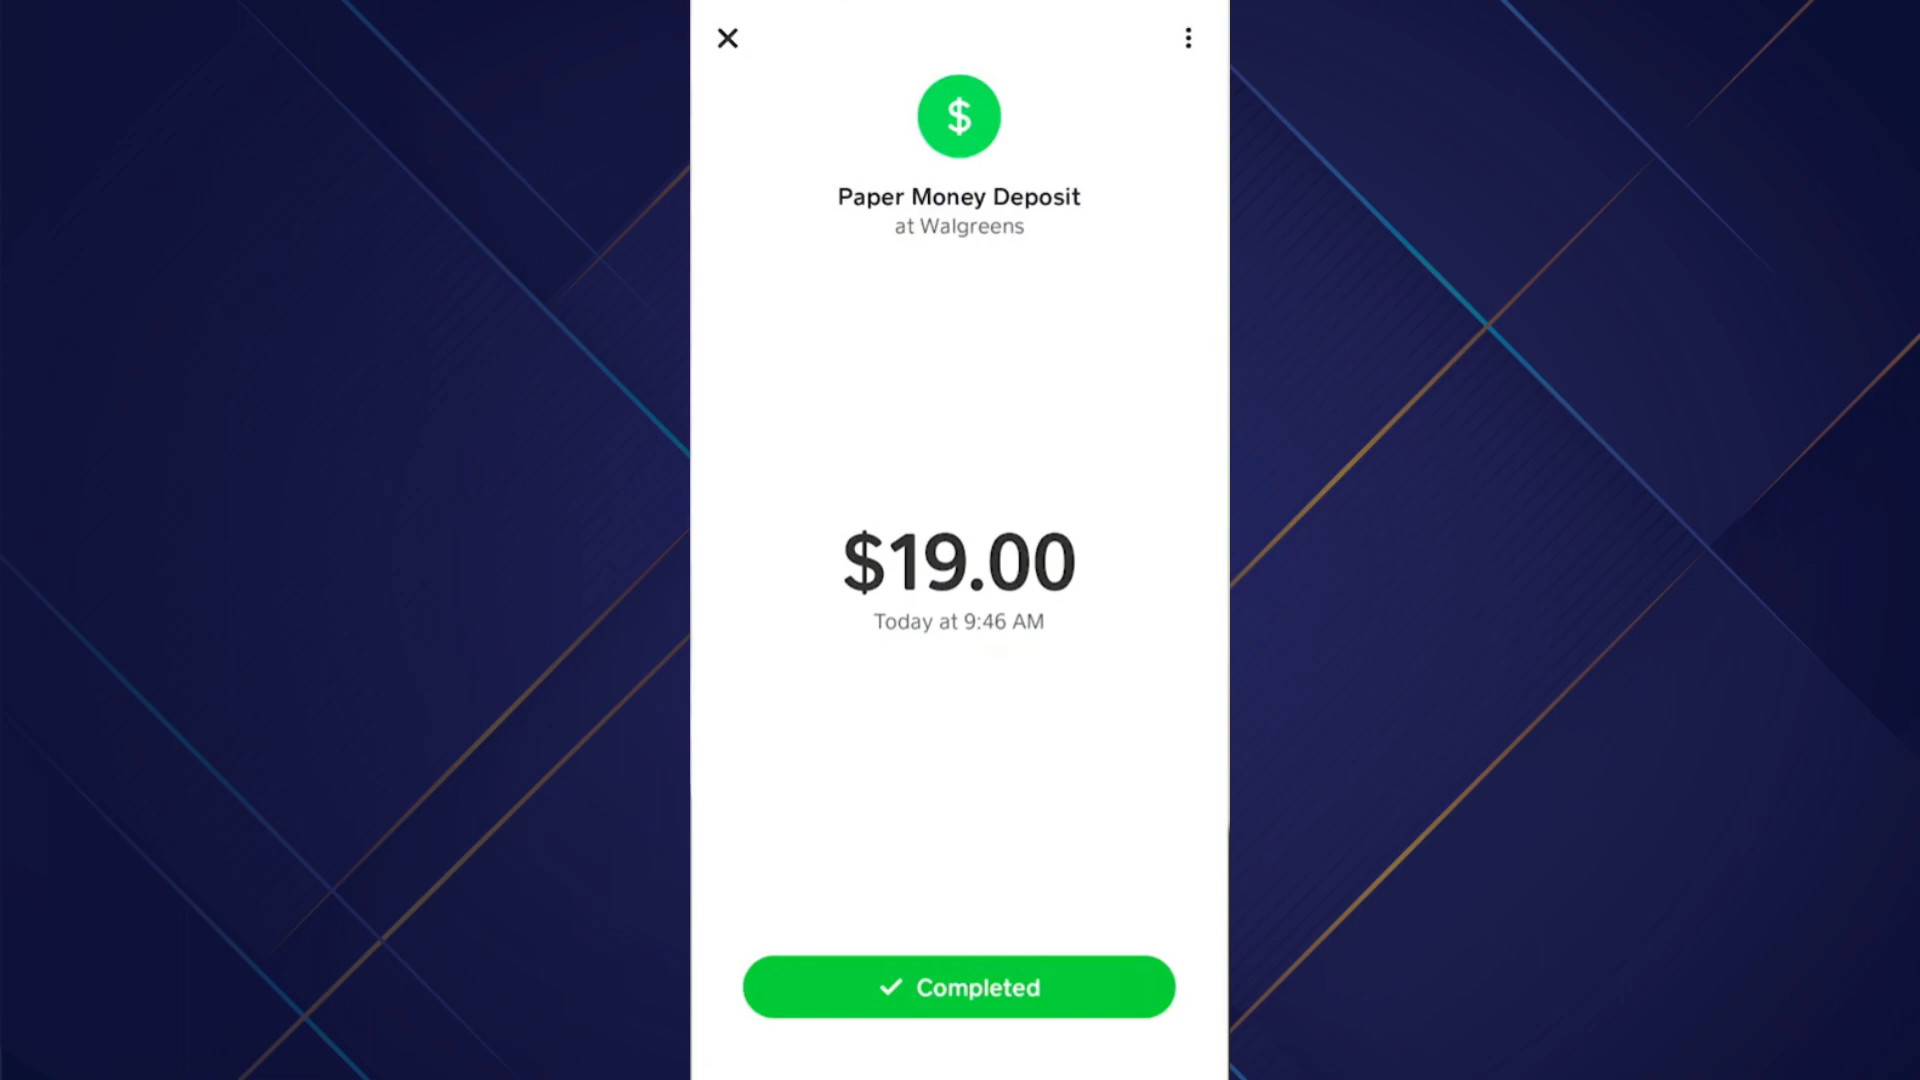 $
Paper Money Deposit
at Walgreens
$19.00
Today at 9:46 AM
Completed